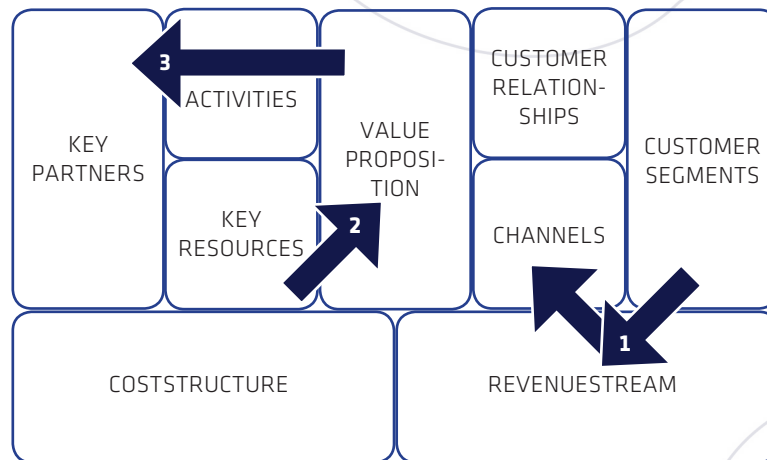 3
ACTIVITIES
KEY
PARTNERS
KEY
RESOURCES
2
VALUE
PROPOSI-
TION
CUSTOMER
RELATION-
SHIPS
CHANNELS
CUSTOMER
SEGMENTS
1
COSTSTRUCTURE
REVENUESTREAM